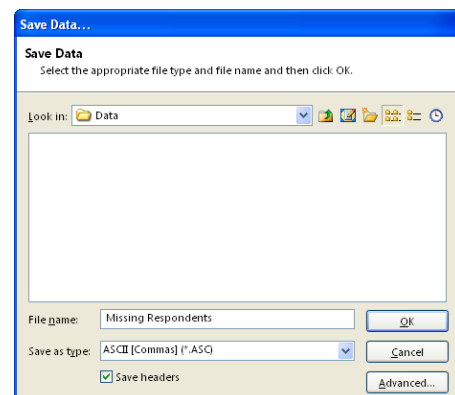 Save Data...
Save Data
Select the appropriate file type and file name and then click OK.
Look in: Data
File name: Missing Respondents OK
Save as type: ASCII [Commas] (*.ASC) Cancel
Save headers Advanced...